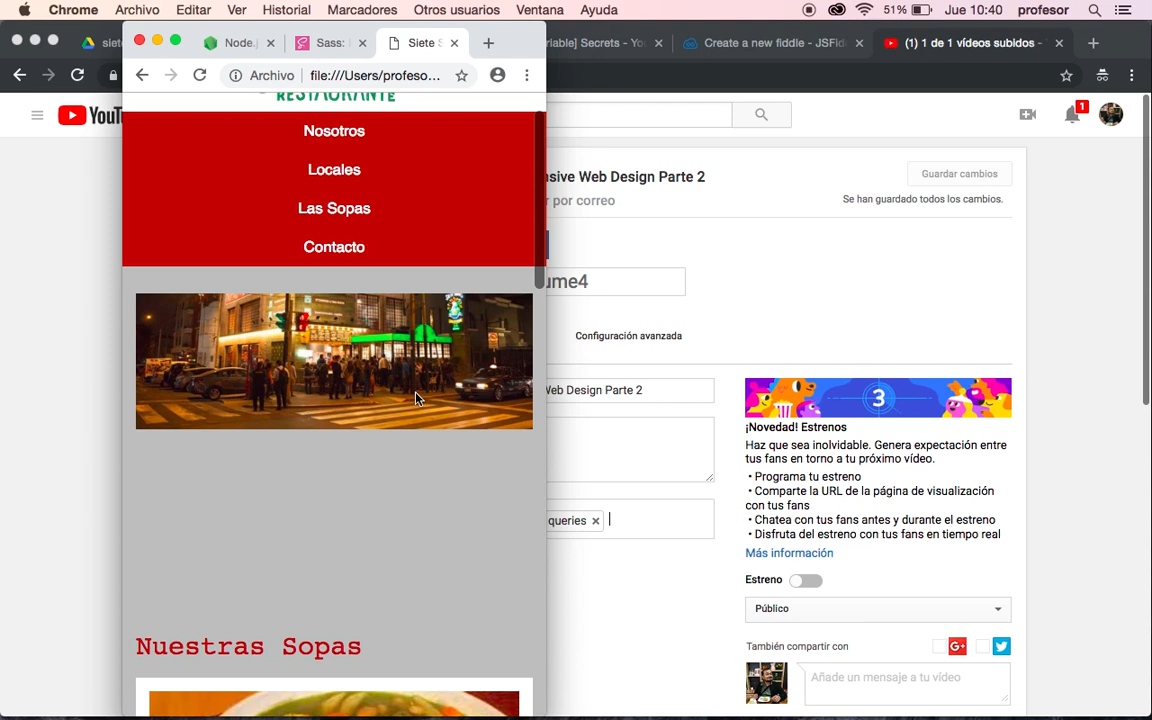 Chrome Archivo Editar Ver Historial Marcadores Otros usuarios Ventana Ayuda 51% Jue 10:40 profesor
siete Node.j Sass: Siete S rlable] Secrets - Yo Create a new fiddle - JSFid (1) 1 de 1 vídeos subidos -
Archivo file:///Users/profeso...
RESTAURANTE
Nosotros
Locales
Las Sopas
Contacto
Nuestras Sopas
YouTu
1
nsive Web Design Parte 2
Guardar cambios
r por correo
Se han guardado todos los cambios.
ume4
Configuración avanzada
Web Design Parte 2
queries
3
¡Novedad! Estrenos
Haz que sea inolvidable. Genera expectación entre
tus fans en torno a tu próximo vídeo.
• Programa tu estreno
• Comparte la URL de la página de visualización
con tus fans
• Chatea con tus fans antes y durante el estreno
• Disfruta del estreno con tus fans en tiempo real
Más información
Estreno
Público
También compartir con
G+
Añade un mensaje a tu vídeo